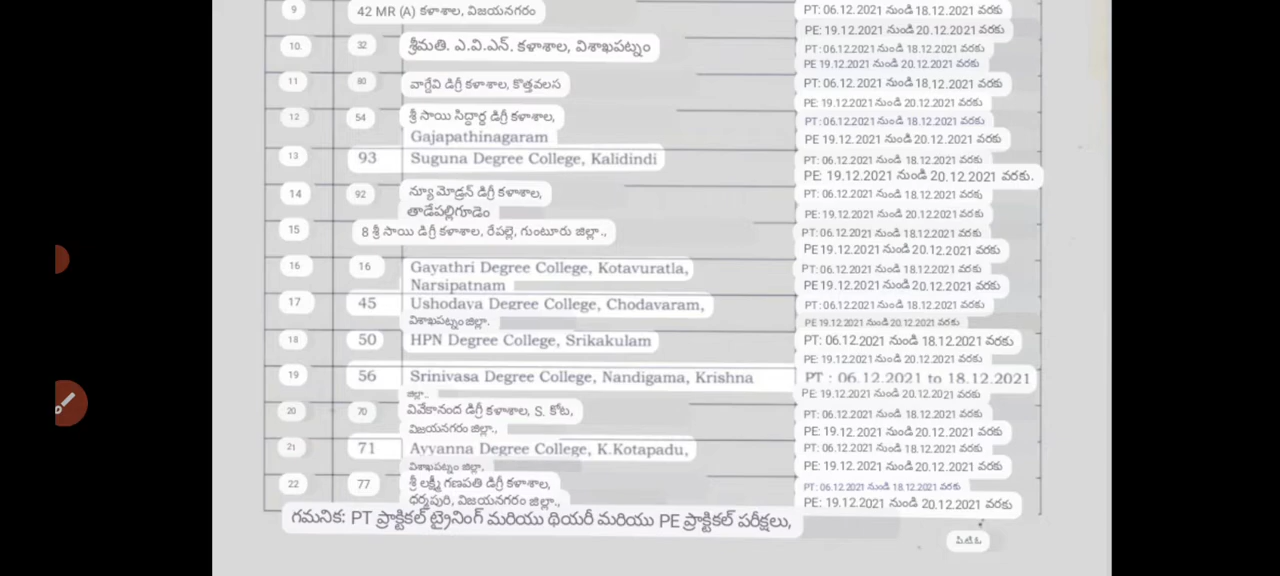 9 42 MR (A) కళాశాల, విజయనగరం PT: 06.12.2021 నుండి 18.12.2021 వరకు
PE: 19.12.2021 నుండి 20.12.2021 వరకు
10. 32 శ్రీమతి. ఎ.వి.ఎన్. కళాశాల, విశాఖపట్నం PT: 06.12.2021 నుండి 18.12.2021 వరకు
PE 19.12.2021 నుండి 20.12.2021 వరకు
11 80 వాగ్దేవి డిగ్రీ కళాశాల, కొత్తవలస PT: 06.12.2021 నుండి 18.12.2021 వరకు
PE: 19.12.2021 నుండి 20.12.2021 వరకు
12 54 శ్రీ సాయి సిద్ధార్థ డిగ్రీ కళాశాల, PT: 06.12.2021 నుండి 18.12.2021 వరకు
Gajapathinagaram PE 19.12.2021 నుండి 20.12.2021 వరకు
13 93 Suguna Degree College, Kalidindi PT: 06.12.2021 నుండి 18.12.2021 వరకు
PE: 19.12.2021 నుండి 20.12.2021 వరకు.
14 92 న్యూ మోడ్రన్ డిగ్రీ కళాశాల, PT: 06.12.2021 నుండి 18.12.2021 వరకు
తాడేపల్లిగూడెం PE: 19.12.2021 నుండి 20.12.2021 వరకు
15 8 శ్రీ సాయి డిగ్రీ కళాశాల, రేపల్లె, గుంటూరు జిల్లా., PT: 06.12.2021 నుండి 18.12.2021 వరకు
PE 19.12.2021 నుండి 20.12.2021 వరకు
16 16 Gayathri Degree College, Kotavuratla, PT: 06.12.2021 నుండి 18.12.2021 వరకు
Narsipatnam PE 19.12.2021 నుండి 20.12.2021 వరకు
17 45 Ushodava Degree College, Chodavaram, PT: 06.12.2021 నుండి 18.12.2021 వరకు
విశాఖపట్నం జిల్లా. PE 19.12.2021 నుండి 20.12.2021 వరకు
18 50 HPN Degree College, Srikakulam PT: 06.12.2021 నుండి 18.12.2021 వరకు
PE: 19.12.2021 నుండి 20.12.2021 వరకు
19 56 Srinivasa Degree College, Nandigama, Krishna PT : 06.12.2021 to 18.12.2021
జిల్లా.. PE: 19.12.2021 నుండి 20.12.2021 వరకు
20 70 వివేకానంద డిగ్రీ కళాశాల, S. కోట, PT: 06.12.2021 నుండి 18.12.2021 వరకు
విజయనగరం జిల్లా., PE: 19.12.2021 నుండి 20.12.2021 వరకు
21 71 Ayyanna Degree College, K.Kotapadu, PT: 06.12.2021 నుండి 18.12.2021 వరకు
విశాఖపట్నం జిల్లా, PE: 19.12.2021 నుండి 20.12.2021 వరకు
22 77 శ్రీ లక్ష్మీ గణపతి డిగ్రీ కళాశాల, PT: 06.12.2021 నుండి 18.12.2021 వరకు
ధర్మపురి, విజయనగరం జిల్లా., PE: 19.12.2021 నుండి 20.12.2021 వరకు
గమనిక: PT ప్రాక్టికల్ ట్రైనింగ్ మరియు థియరీ మరియు PE ప్రాక్టికల్ పరీక్షలు,
పి.టి.ఓ